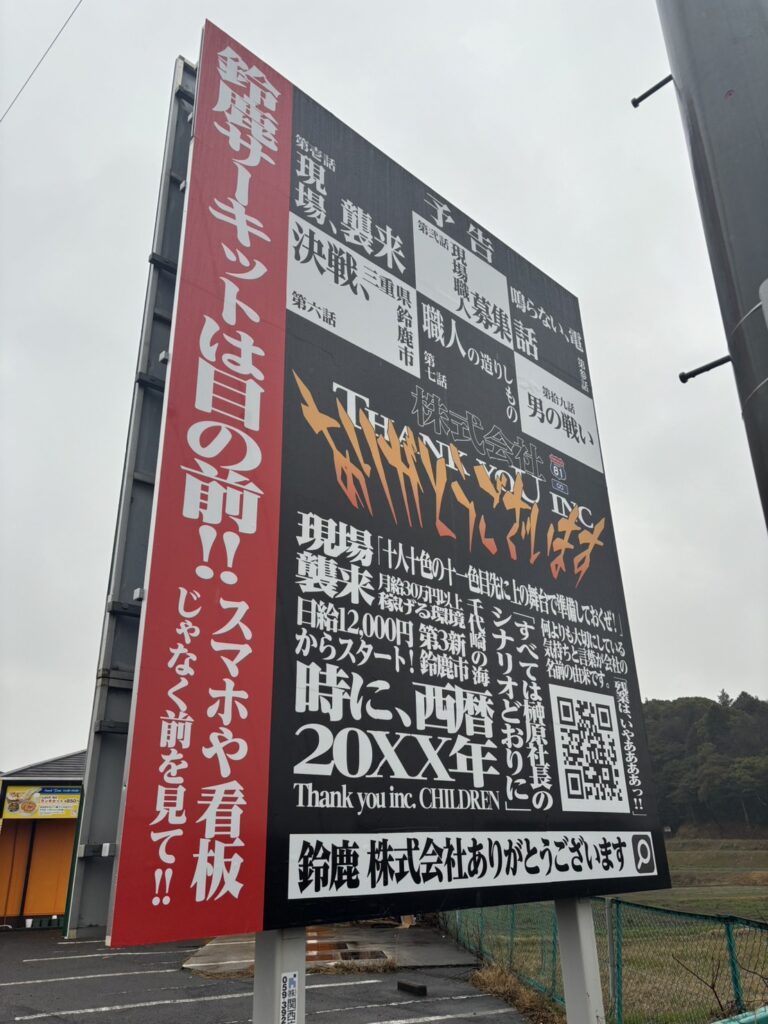 鈴鹿サーキットは目の前!!
スマホや看板
じゃなく前を見て!!
予告
第壱話
現場、襲来
第弐話
現場職人募集
鳴らない、電話
第参話
決戦、三重県鈴鹿市
第六話
職人の造りしもの
第七話
第拾九話
男の戦い
株式会社
THANK YOU INC
81
ありがとうございます
現場襲来
「十人十色の十一色目先に上の舞台で準備しておくぜ!」
月給30万円以上
稼げる環境
日給12,000円
からスタート!
千代崎の海
第3新
鈴鹿市
「すべては榊原社長の
シナリオどおりに」
何よりも大切にしている
気持ちと言葉が会社の
名前の由来です。
残業は、いやああああっ!!
時に、西暦
20XX年
Thank you inc. CHILDREN
鈴鹿 株式会社ありがとうございます
㈱関西
059-392